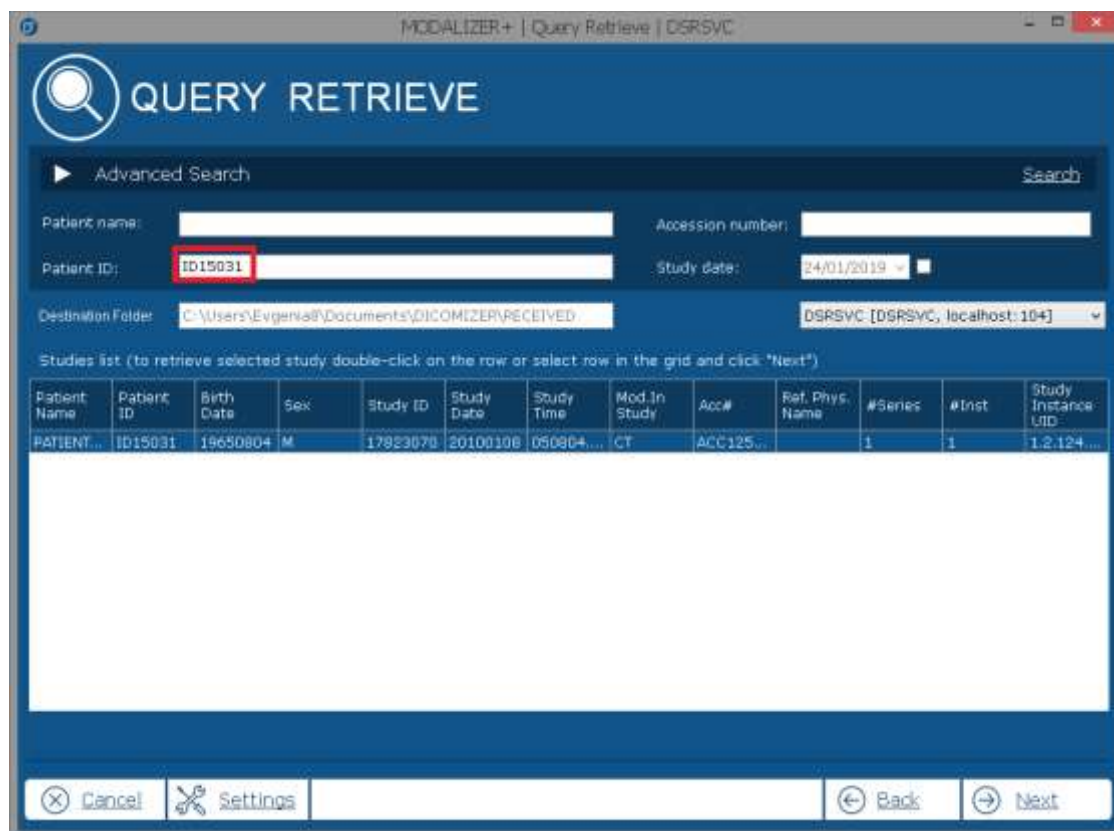 MODALIZER+ | Query Retrieve | DSRSVC
QUERY RETRIEVE
Advanced Search Search
Patient name: Accession number:
Patient ID: ID15031 Study date: 24/01/2019
Destination Folder C:\Users\Evgenia8\Documents\DICOMIZER\RECEIVED DSRSVC [DSRSVC, localhost:104]
Studies list (to retrieve selected study double-click on the row or select row in the grid and click "Next")
Patient Name Patient ID Birth Date Sex Study ID Study Date Study Time Mod.In Study Acc# Ref. Phys. Name #Series #Inst Study Instance UID
PATIENT... ID15031 19650804 M 17823070 20100108 050804.... CT ACC125... 1 1 1.2.124....
Cancel Settings Back Next